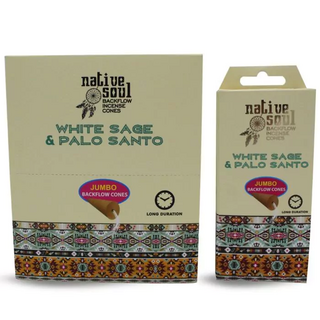 native
soul
BACKFLOW
INCENSE
CONES
WHITE SAGE
& PALO SANTO
JUMBO
BACKFLOW CONES
LONG DURATION
native
soul
BACKFLOW
INCENSE
CONES
WHITE SAGE
& PALO SANTO
JUMBO
BACKFLOW CONES
LONG DURATION